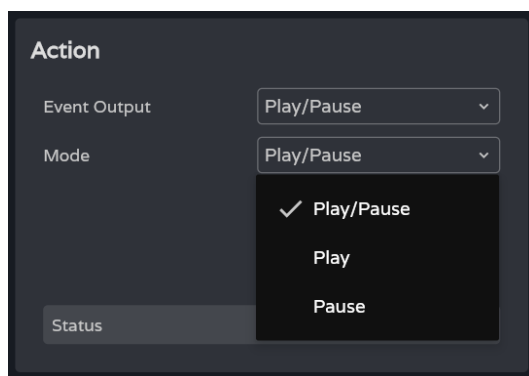 Action
Event Output
Play/Pause
Mode
Play/Pause
Play/Pause
Play
Pause
Status